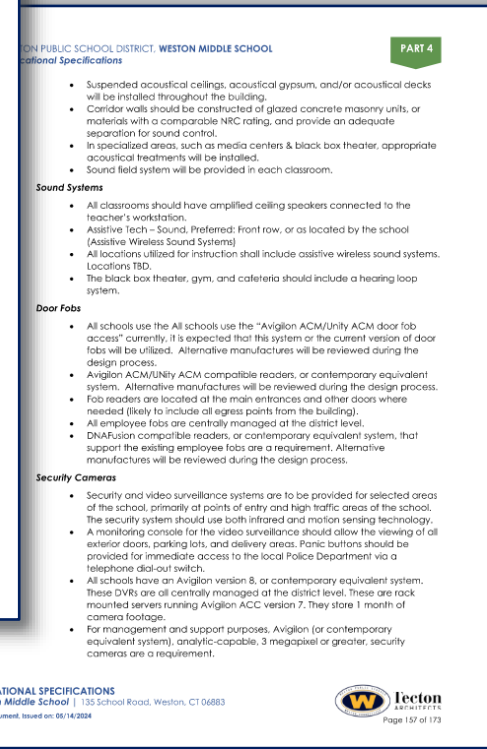 ON PUBLIC SCHOOL DISTRICT, WESTON MIDDLE SCHOOL
PART 4
cational Specifications
• Suspended acoustical ceilings, acoustical gypsum, and/or acoustical decks
will be installed throughout the building.
• Corridor walls should be constructed of glazed concrete masonry units, or
materials with a comparable NRC rating, and provide an adequate
separation for sound control.
• In specialized areas, such as media centers & black box theater, appropriate
acoustical treatments will be installed.
• Sound field system will be provided in each classroom.
Sound Systems
• All classrooms should have amplified ceiling speakers connected to the
teacher's workstation.
• Assistive Tech – Sound, Preferred: Front row, or as located by the school
(Assistive Wireless Sound Systems)
• All locations utilized for instruction shall include assistive wireless sound systems.
Locations TBD.
• The black box theater, gym, and cafeteria should include a hearing loop
system.
Door Fobs
• All schools use the All schools use the “Avigilon ACM/Unity ACM door fob
access” currently, it is expected that this system or the current version of door
fobs will be utilized. Alternative manufactures will be reviewed during the
design process.
• Avigilon ACM/UNity ACM compatible readers, or contemporary equivalent
system. Alternative manufactures will be reviewed during the design process.
• Fob readers are located at the main entrances and other doors where
needed (likely to include all egress points from the building).
• All employee fobs are centrally managed at the district level.
• DNAFusion compatible readers, or contemporary equivalent system, that
support the existing employee fobs are a requirement. Alternative
manufactures will be reviewed during the design process.
Security Cameras
• Security and video surveillance systems are to be provided for selected areas
of the school, primarily at points of entry and high traffic areas of the school.
The security system should use both infrared and motion sensing technology.
• A monitoring console for the video surveillance should allow the viewing of all
exterior doors, parking lots, and delivery areas. Panic buttons should be
provided for immediate access to the local Police Department via a
telephone dial-out switch.
• All schools have an Avigilon version 8, or contemporary equivalent system.
These DVRs are all centrally managed at the district level. These are rack
mounted servers running Avigilon ACC version 7. They store 1 month of
camera footage.
• For management and support purposes, Avigilon (or contemporary
equivalent system), analytic-capable, 3 megapixel or greater, security
cameras are a requirement.
ATIONAL SPECIFICATIONS
n Middle School | 135 School Road, Weston, CT 06883
ument. Issued on: 05/14/2024
W
Tecton
ARCHITECTS
Page 157 of 173